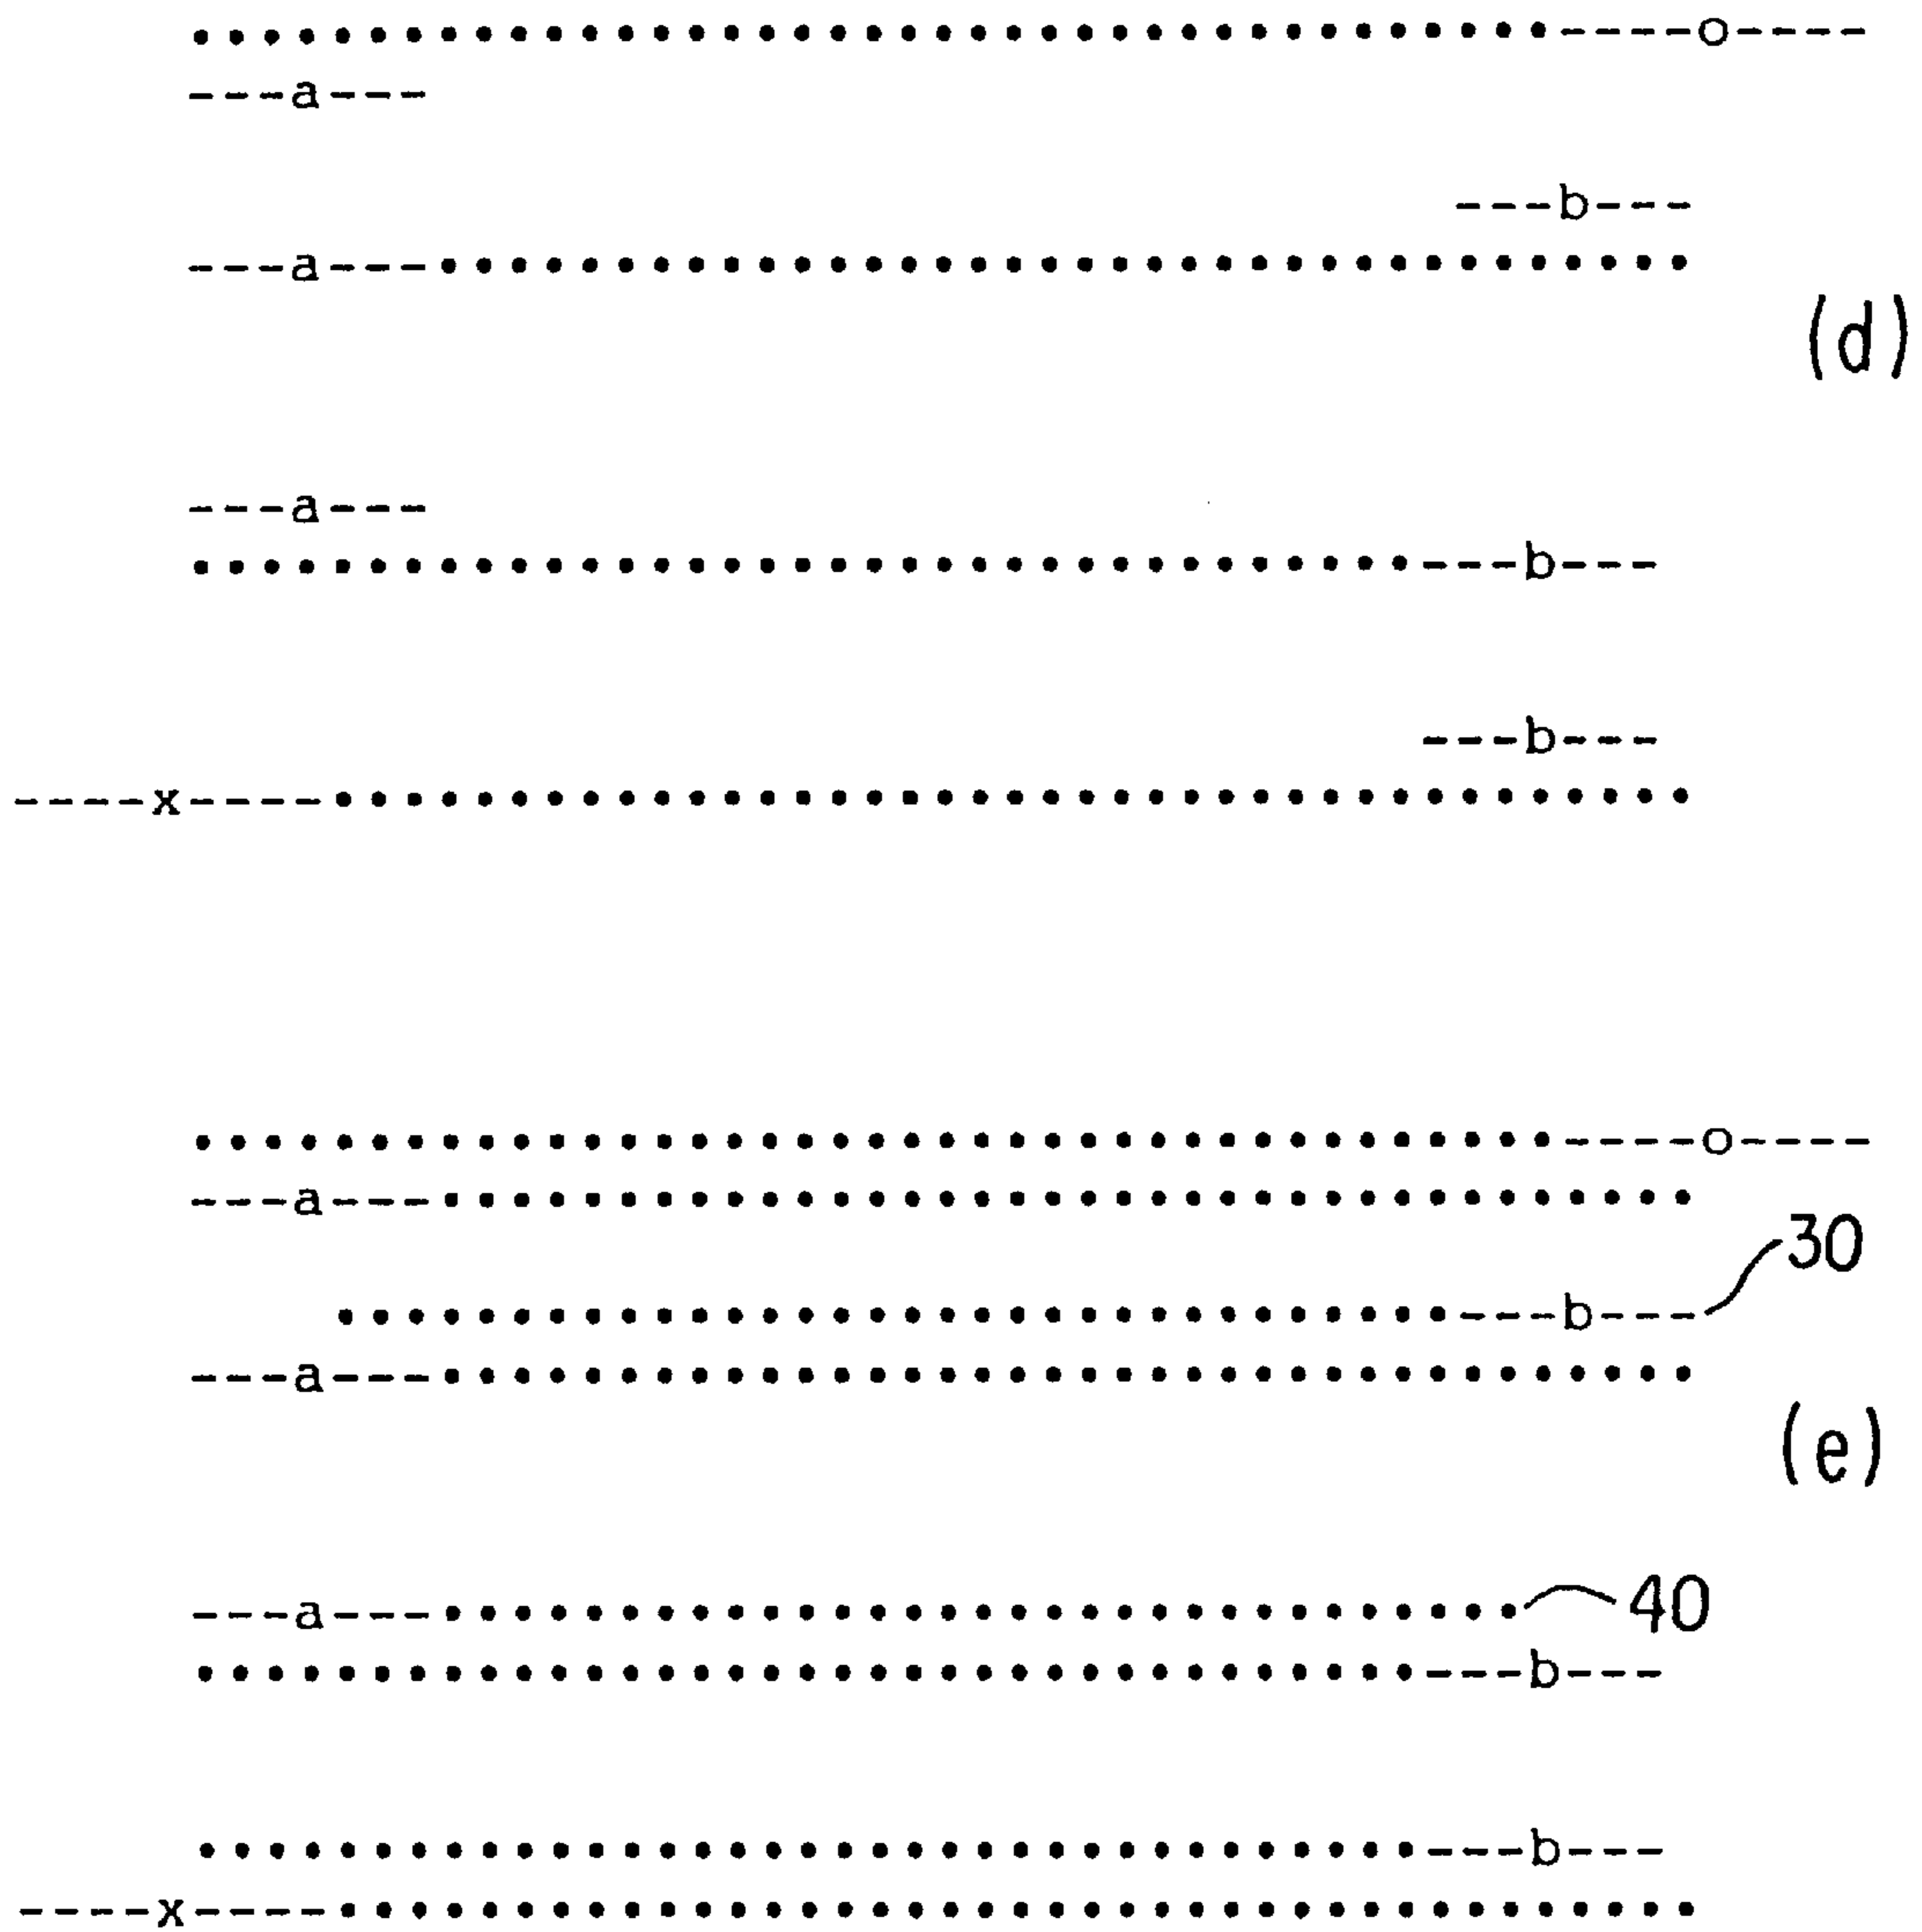 •••••••••••••••••••••••••••••••••••••••----o----
---a---
---b---
---a---••••••••••••••••••••••••••••••••••••
(d)
---a---
•••••••••••••••••••••••••••••••••••---b---
---b---
----x----•••••••••••••••••••••••••••••••••••••••
•••••••••••••••••••••••••••••••••••••••----o----
---a---••••••••••••••••••••••••••••••••••••
30
••••••••••••••••••••••••••••••••---b---
---a---••••••••••••••••••••••••••••••••••••
(e)
---a---••••••••••••••••••••••••••••••• 40
•••••••••••••••••••••••••••••••••••---b---
•••••••••••••••••••••••••••••••••••---b---
----x----•••••••••••••••••••••••••••••••••••••••